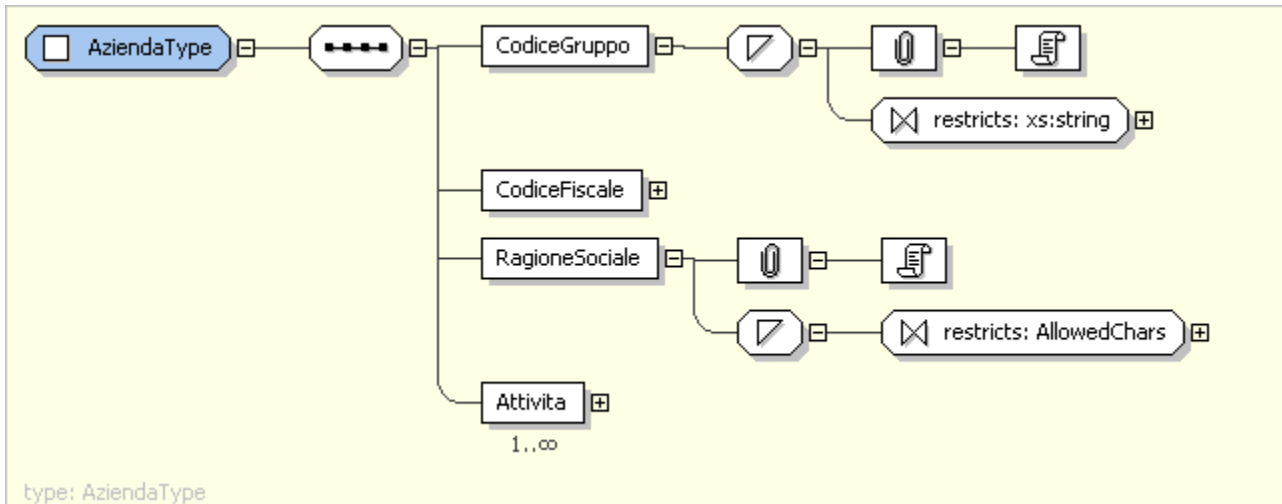 AziendaType
CodiceGruppo
restricts: xs:string
CodiceFiscale
RagioneSociale
restricts: AllowedChars
Attivita
1..∞
type: AziendaType